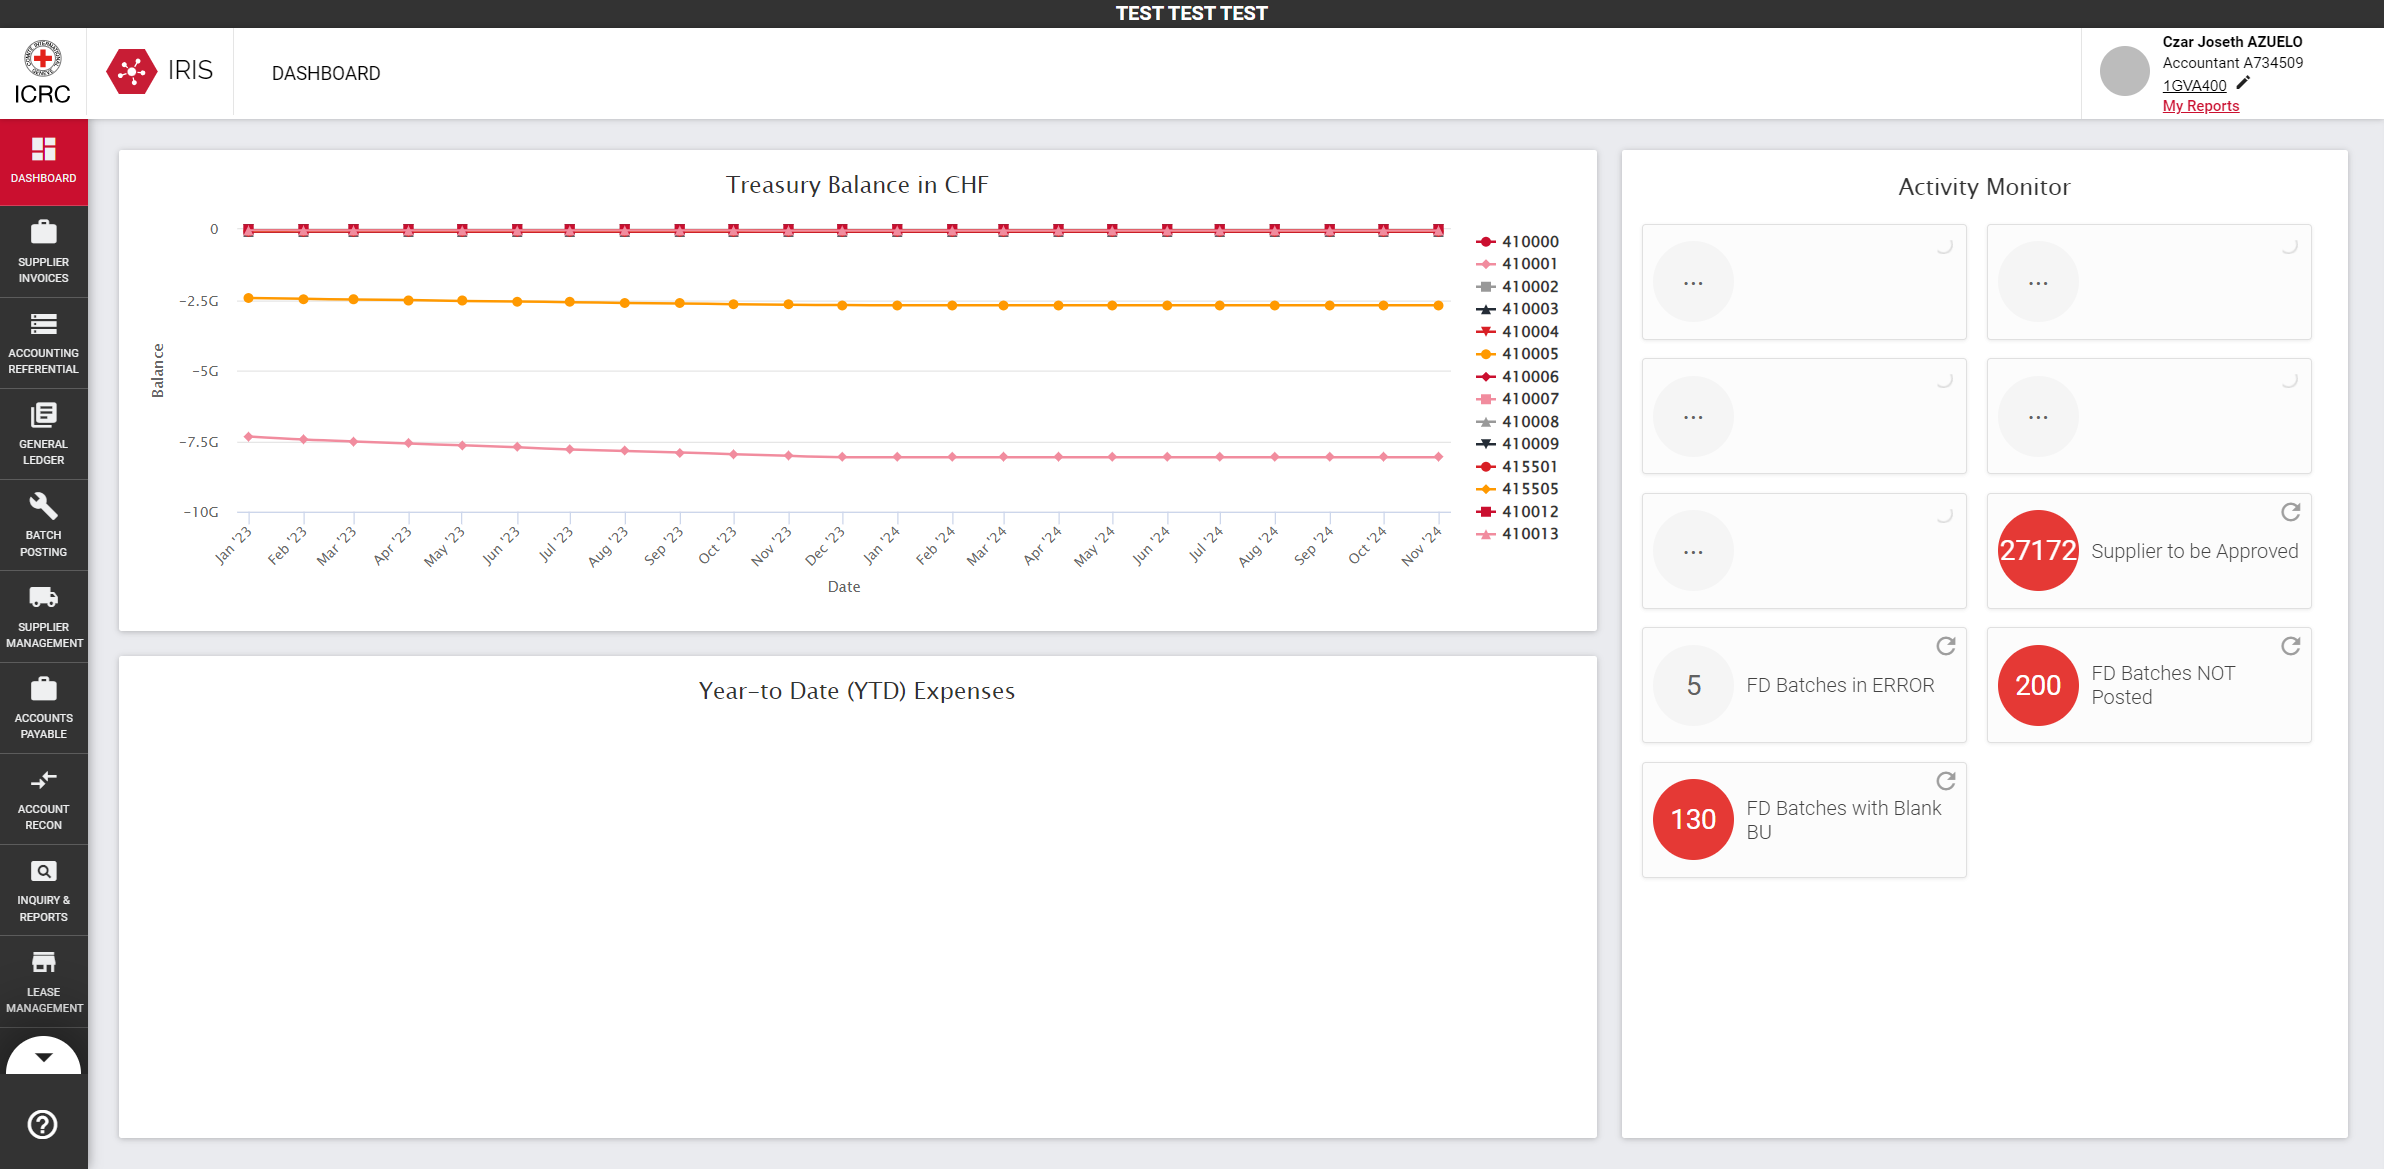 TEST TEST TEST
ICRC
IRIS
DASHBOARD
Czar Joseth AZUELO
Accountant A734509
1GVA400
My Reports
DASHBOARD
SUPPLIER
INVOICES
ACCOUNTING
REFERENTIAL
GENERAL
LEDGER
BATCH
POSTING
SUPPLIER
MANAGEMENT
ACCOUNTS
PAYABLE
ACCOUNT
RECON
INQUIRY &
REPORTS
LEASE
MANAGEMENT
Treasury Balance in CHF
Balance
0
-2.5G
-5G
-7.5G
-10G
Jan '23
Feb '23
Mar '23
Apr '23
May '23
Jun '23
Jul '23
Aug '23
Sep '23
Oct '23
Nov '23
Dec '23
Jan '24
Feb '24
Mar '24
Apr '24
May '24
Jun '24
Jul '24
Aug '24
Sep '24
Oct '24
Nov '24
Date
410000
410001
410002
410003
410004
410005
410006
410007
410008
410009
415501
415505
410012
410013
Year-to Date (YTD) Expenses
Activity Monitor
...
...
...
...
...
27172 Supplier to be Approved
5 FD Batches in ERROR
200 FD Batches NOT
Posted
130 FD Batches with Blank
BU